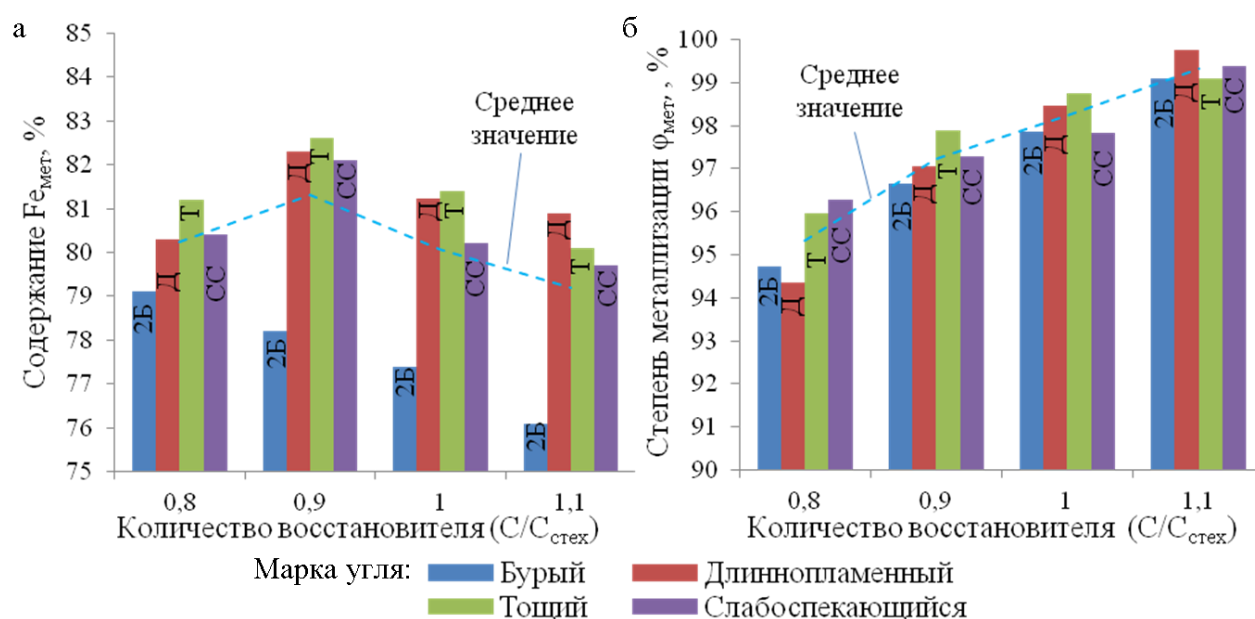 а
Содержание Feмет, %
85
84
83
82
81
80
79
78
77
76
75
Среднее
значение
2Б Д Т СС
2Б Д Т СС
2Б Д Т СС
2Б Д Т СС
0,8 0,9 1 1,1
Количество восстановителя (С/Сстех)
б
Степень металлизации φмет, , %
100
99
98
97
96
95
94
93
92
91
90
Среднее
значение
2Б Д Т СС
2Б Д Т СС
2Б Д Т СС
2Б Д Т СС
0,8 0,9 1 1,1
Количество восстановителя (С/Сстех)
Марка угля: Бурый Длиннопламенный
Тощий Слабоспекающийся